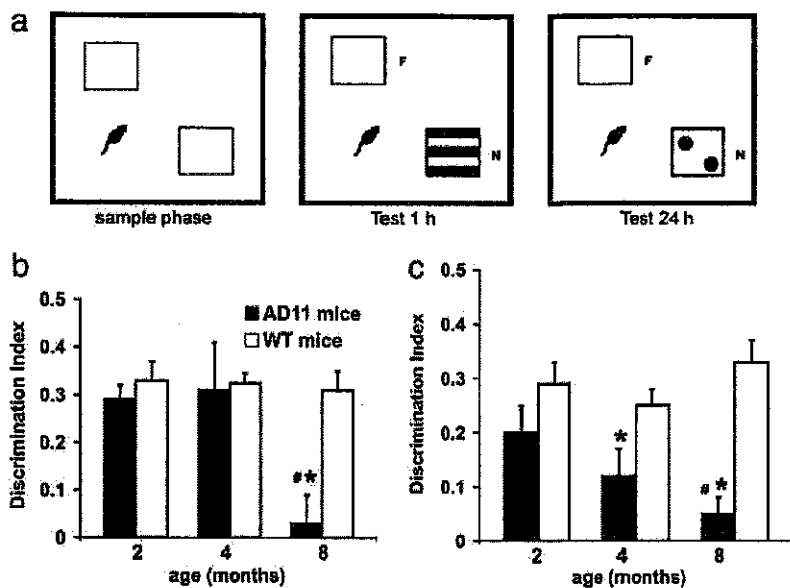 a
F
N
F
N
sample phase
Test 1 h
Test 24 h
b
Discrimination Index
0.5
0.4
0.3
0.2
0.1
0
AD11 mice
WT mice
#*
2
4
8
age (months)
c
Discrimination Index
0.5
0.4
0.3
0.2
0.1
0
*
# *
2
4
8
age (months)